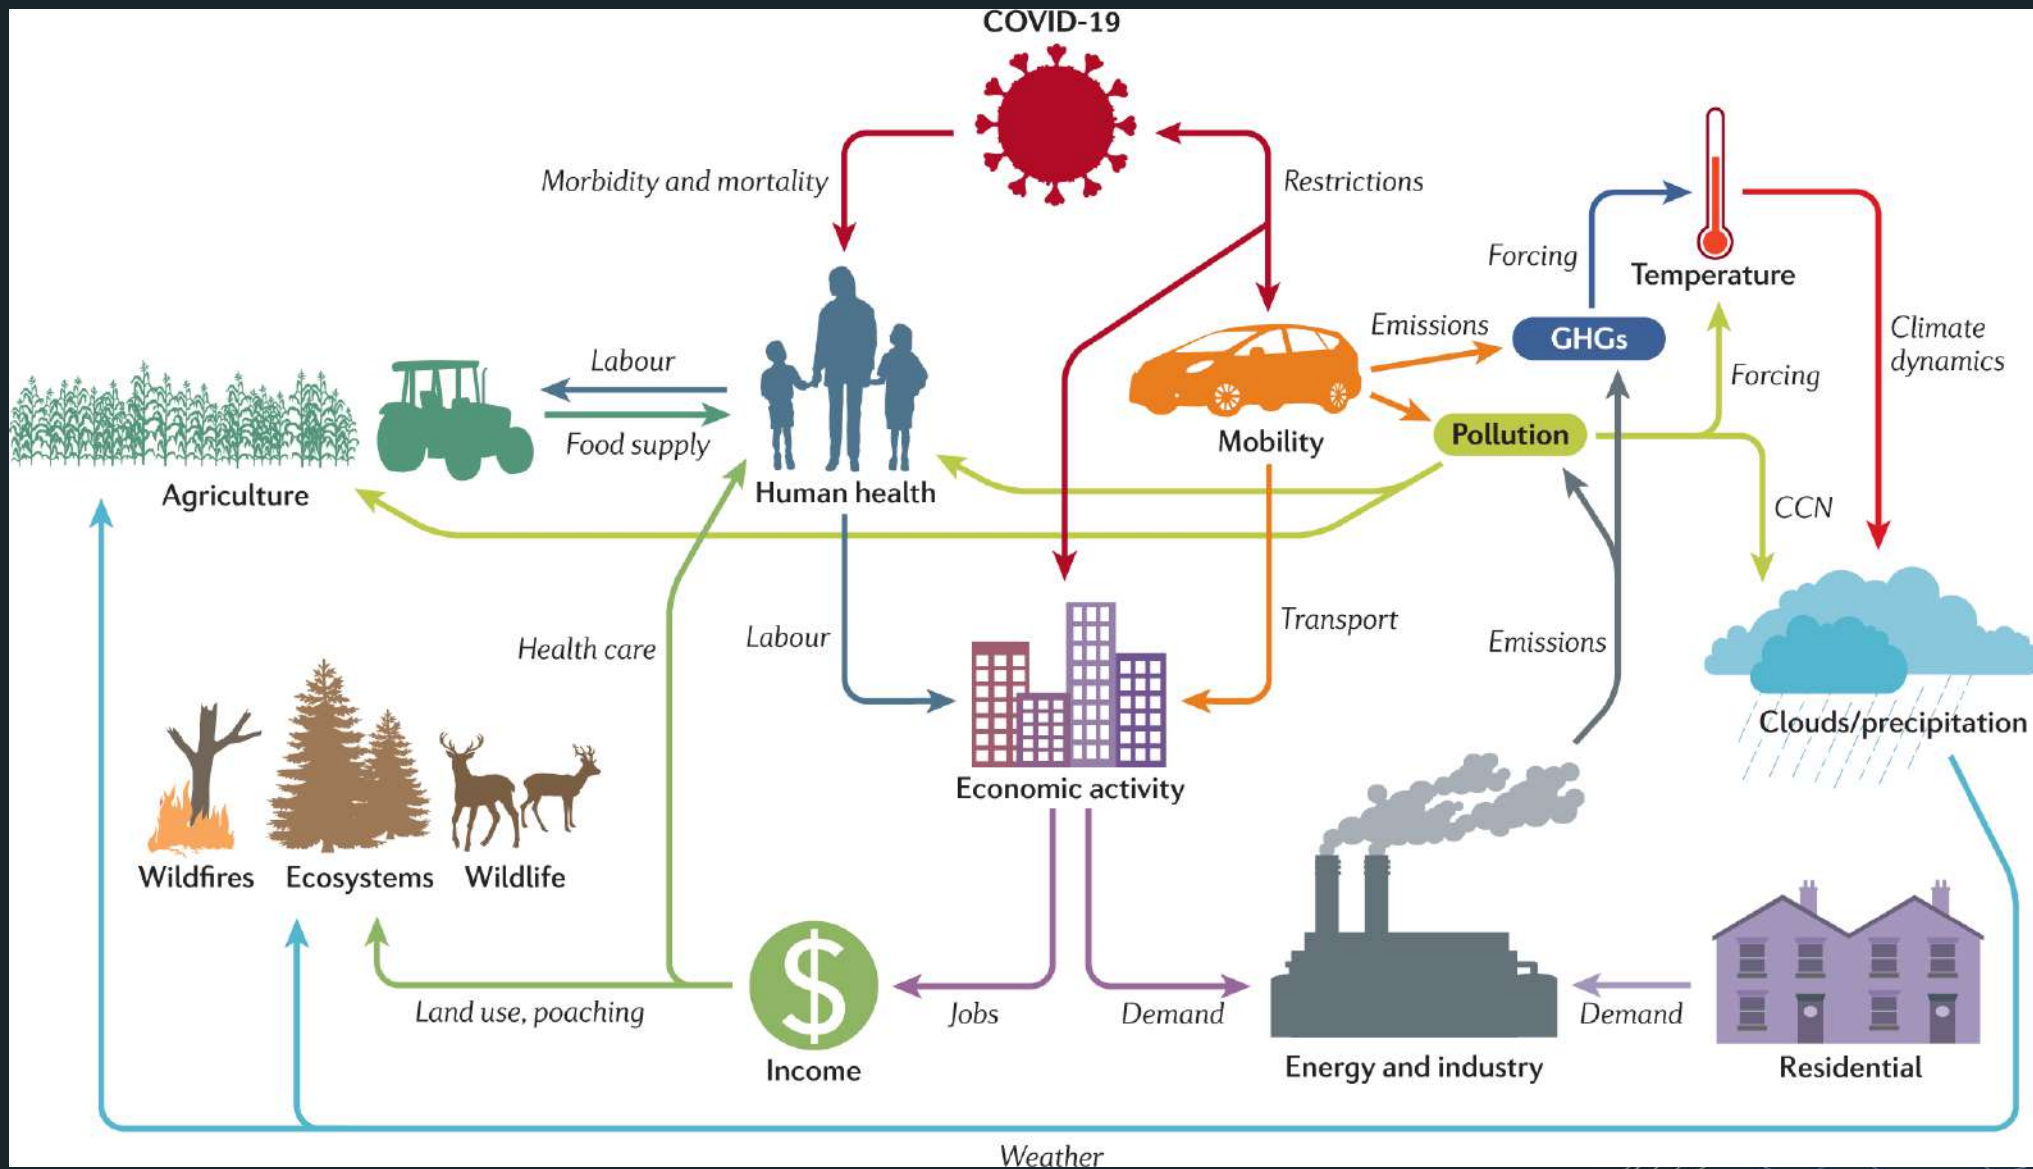 COVID-19
Morbidity and mortality
Restrictions
Forcing
Temperature
Emissions
GHGs
Climate
dynamics
Labour
Forcing
Food supply
Mobility
Pollution
Agriculture
Human health
CCN
Health care
Labour
Transport
Emissions
Clouds/precipitation
Economic activity
Wildfires
Ecosystems
Wildlife
Land use, poaching
Jobs
Demand
Demand
Income
Energy and industry
Residential
Weather